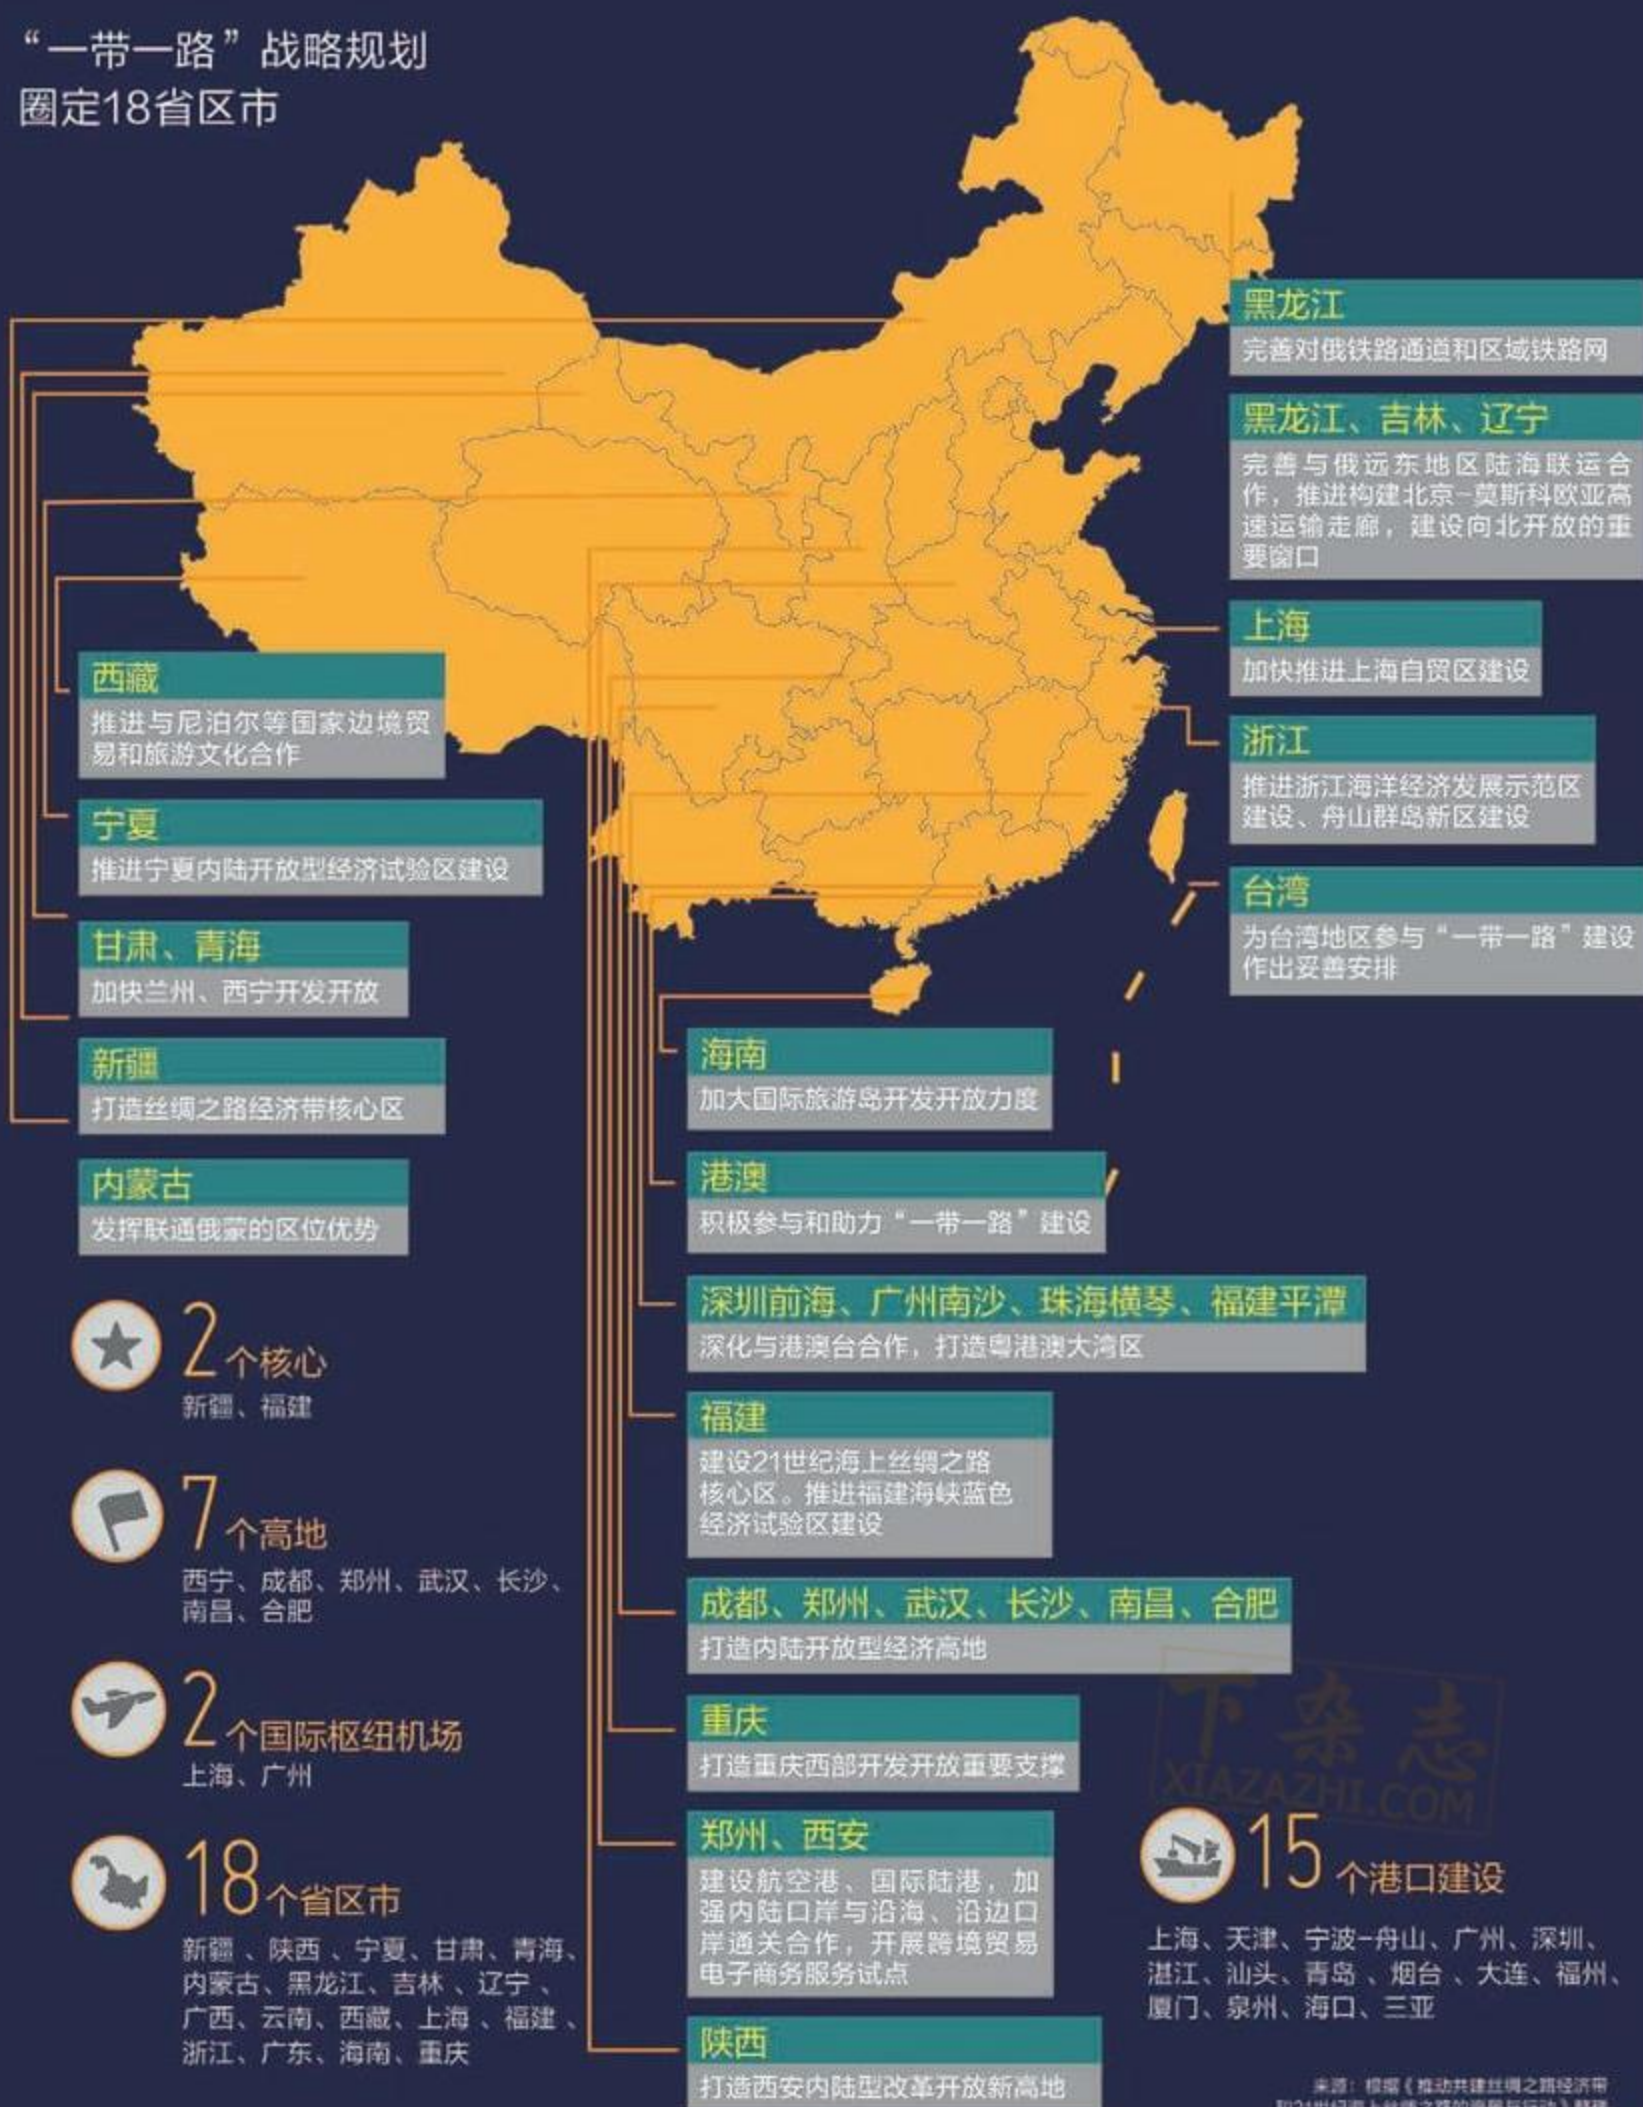 “一带一路”战略规划
圈定18省区市
黑龙江
完善对俄铁路通道和区域铁路网
黑龙江、吉林、辽宁
完善与俄远东地区陆海联运合
作，推进构建北京-莫斯科欧亚高
速运输走廊，建设向北开放的重
要窗口
上海
加快推进上海自贸区建设
浙江
推进浙江海洋经济发展示范区
建设、舟山群岛新区建设
台湾
为台湾地区参与“一带一路”建设
作出妥善安排
西藏
推进与尼泊尔等国家边境贸
易和旅游文化合作
宁夏
推进宁夏内陆开放型经济试验区建设
甘肃、青海
加快兰州、西宁开发开放
新疆
打造丝绸之路经济带核心区
内蒙古
发挥联通俄蒙的区位优势
海南
加大国际旅游岛开发开放力度
港澳
积极参与和助力“一带一路”建设
深圳前海、广州南沙、珠海横琴、福建平潭
深化与港澳台合作，打造粤港澳大湾区
福建
建设21世纪海上丝绸之路
核心区。推进福建海峡蓝色
经济试验区建设
成都、郑州、武汉、长沙、南昌、合肥
打造内陆开放型经济高地
重庆
打造重庆西部开发开放重要支撑
郑州、西安
建设航空港、国际陆港，加
强内陆口岸与沿海、沿边口
岸通关合作，开展跨境贸易
电子商务服务试点
陕西
打造西安内陆型改革开放新高地
2个核心
新疆、福建
7个高地
西宁、成都、郑州、武汉、长沙、
南昌、合肥
2个国际枢纽机场
上海、广州
18个省区市
新疆、陕西、宁夏、甘肃、青海、
内蒙古、黑龙江、吉林、辽宁、
广西、云南、西藏、上海、福建、
浙江、广东、海南、重庆
下杂志
XIAZAZHI.COM
15个港口建设
上海、天津、宁波-舟山、广州、深圳、
湛江、汕头、青岛、烟台、大连、福州、
厦门、泉州、海口、三亚
来源：根据《推动共建丝绸之路经济带